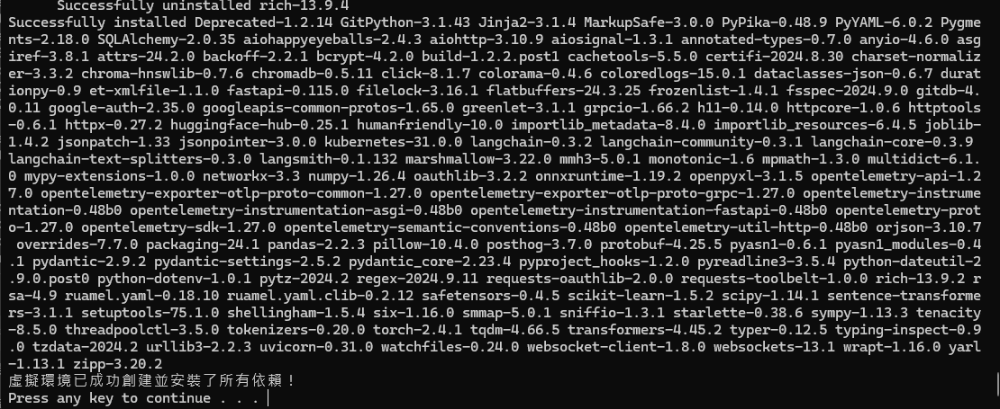 Successfully uninstalled rich-13.9.4
Successfully installed Deprecated-1.2.14 GitPython-3.1.43 Jinja2-3.1.4 MarkupSafe-3.0.0 PyPika-0.48.9 PyYAML-6.0.2 Pygme
nts-2.18.0 SQLAlchemy-2.0.35 aiohappyeyeballs-2.4.3 aiohttp-3.10.9 aiosignal-1.3.1 annotated-types-0.7.0 anyio-4.6.0 asg
iref-3.8.1 attrs-24.2.0 backoff-2.2.1 bcrypt-4.2.0 build-1.2.2.post1 cachetools-5.5.0 certifi-2024.8.30 charset-normaliz
er-3.3.2 chroma-hnswlib-0.7.6 chromadb-0.5.11 click-8.1.7 colorama-0.4.6 coloredlogs-15.0.1 dataclasses-json-0.6.7 durat
ionpy-0.9 et-xmlfile-1.1.0 fastapi-0.115.0 filelock-3.16.1 flatbuffers-24.3.25 frozenlist-1.4.1 fsspec-2024.9.0 gitdb-4.
0.11 google-auth-2.35.0 googleapis-common-protos-1.65.0 greenlet-3.1.1 grpcio-1.66.2 h11-0.14.0 httpcore-1.0.6 httptools
-0.6.1 httpx-0.27.2 huggingface-hub-0.25.1 humanfriendly-10.0 importlib_metadata-8.4.0 importlib_resources-6.4.5 joblib-
1.4.2 jsonpatch-1.33 jsonpointer-3.0.0 kubernetes-31.0.0 langchain-0.3.2 langchain-community-0.3.1 langchain-core-0.3.9
langchain-text-splitters-0.3.0 langsmith-0.1.132 marshmallow-3.22.0 mmh3-5.0.1 monotonic-1.6 mpmath-1.3.0 multidict-6.1.
0 mypy-extensions-1.0.0 networkx-3.3 numpy-1.26.4 oauthlib-3.2.2 onnxruntime-1.19.2 openpyxl-3.1.5 opentelemetry-api-1.2
7.0 opentelemetry-exporter-otlp-proto-common-1.27.0 opentelemetry-exporter-otlp-proto-grpc-1.27.0 opentelemetry-instrume
ntation-0.48b0 opentelemetry-instrumentation-asgi-0.48b0 opentelemetry-instrumentation-fastapi-0.48b0 opentelemetry-prot
o-1.27.0 opentelemetry-sdk-1.27.0 opentelemetry-semantic-conventions-0.48b0 opentelemetry-util-http-0.48b0 orjson-3.10.7
overrides-7.7.0 packaging-24.1 pandas-2.2.3 pillow-10.4.0 posthog-3.7.0 protobuf-4.25.5 pyasn1-0.6.1 pyasn1_modules-0.4
.1 pydantic-2.9.2 pydantic-settings-2.5.2 pydantic_core-2.23.4 pyproject_hooks-1.2.0 pyreadline3-3.5.4 python-dateutil-2
.9.0.post0 python-dotenv-1.0.1 pytz-2024.2 regex-2024.9.11 requests-oauthlib-2.0.0 requests-toolbelt-1.0.0 rich-13.9.2 r
sa-4.9 ruamel.yaml-0.18.10 ruamel.yaml.clib-0.2.12 safetensors-0.4.5 scikit-learn-1.5.2 scipy-1.14.1 sentence-transforme
rs-3.1.1 setuptools-75.1.0 shellingham-1.5.4 six-1.16.0 smmap-5.0.1 sniffio-1.3.1 starlette-0.38.6 sympy-1.13.3 tenacity
-8.5.0 threadpoolctl-3.5.0 tokenizers-0.20.0 torch-2.4.1 tqdm-4.66.5 transformers-4.45.2 typer-0.12.5 typing-inspect-0.9
.0 tzdata-2024.2 urllib3-2.2.3 uvicorn-0.31.0 watchfiles-0.24.0 websocket-client-1.8.0 websockets-13.1 wrapt-1.16.0 yarl
-1.13.1 zipp-3.20.2
虛擬環境已成功創建並安裝了所有依賴！
Press any key to continue . . .